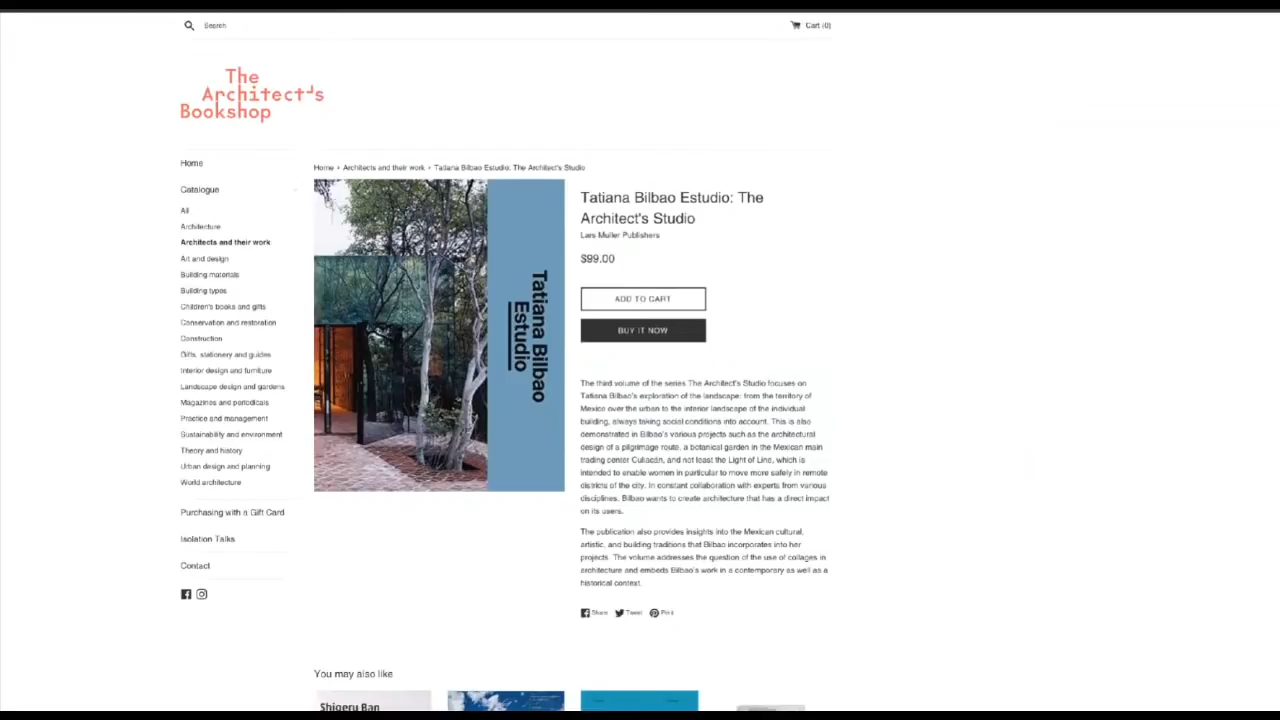 Search
Cart (0)
The
Architect's
Bookshop
Home
Catalogue
All
Architecture
Architects and their work
Art and design
Building materials
Building types
Children's books and gifts
Conservation and restoration
Construction
Gifts, stationery and guides
Interior design and furniture
Landscape design and gardens
Magazines and periodicals
Practice and management
Sustainability and environment
Theory and history
Urban design and planning
World architecture
Purchasing with a Gift Card
Isolation Talks
Contact
Home › Architects and their work › Tatiana Bilbao Estudio: The Architect's Studio
Tatiana Bilbao
Estudio
Tatiana Bilbao Estudio: The
Architect's Studio
Lars Muller Publishers
$99.00
ADD TO CART
BUY IT NOW
The third volume of the series The Architect's Studio focuses on
Tatiana Bilbao's exploration of the landscape: from the territory of
Mexico over the urban to the interior landscape of the individual
building, always taking social conditions into account. This is also
demonstrated in Bilbao's various projects such as the architectural
design of a pilgrimage route, a botanical garden in the Mexican main
trading center Culiacán, and not least the Light of Line, which is
intended to enable women in particular to move more safely in remote
districts of the city. In constant collaboration with experts from various
disciplines, Bilbao wants to create architecture that has a direct impact
on its users.
The publication also provides insights into the Mexican cultural,
artistic, and building traditions that Bilbao incorporates into her
projects. The volume addresses the question of the use of collages in
architecture and embeds Bilbao's work in a contemporary as well as a
historical context.
Share Tweet Pin it
You may also like
Shigeru Ban